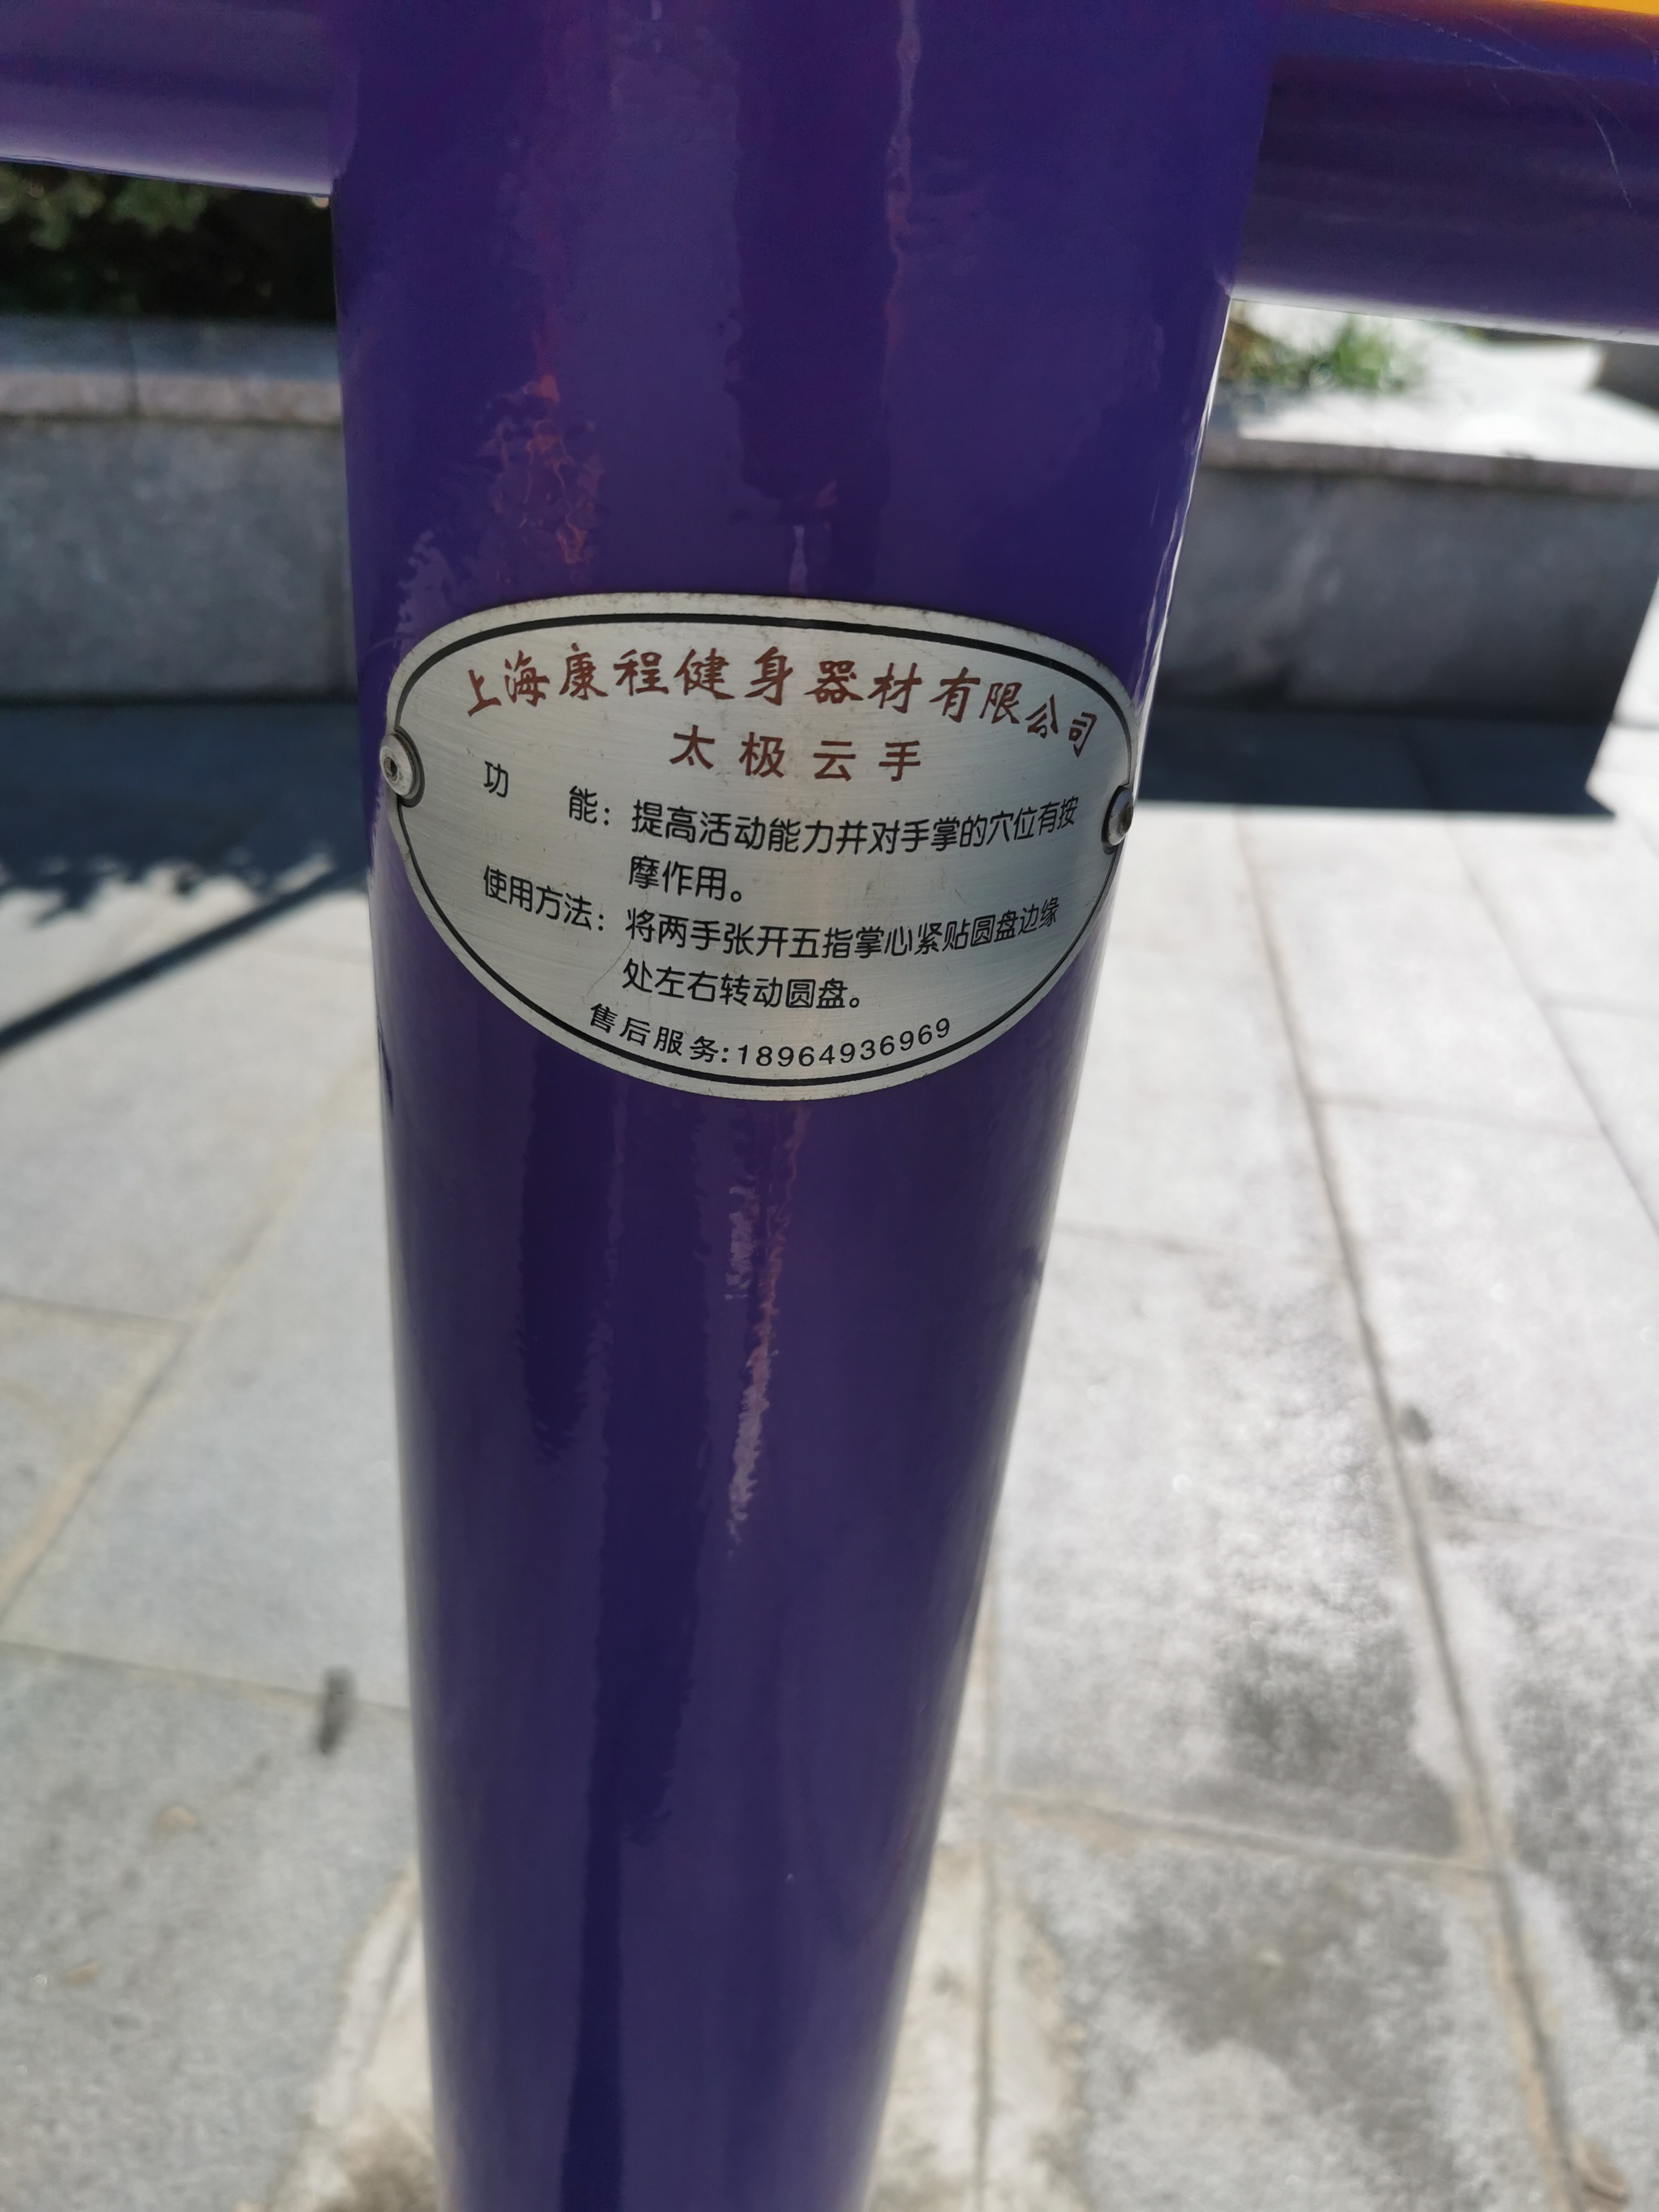 上海康程健身器材有限公司
太极云手
功 能：提高活动能力并对手掌的穴位有按
摩作用。
使用方法：将两手张开五指掌心紧贴圆盘边缘
处左右转动圆盘。
售后服务:18964936969